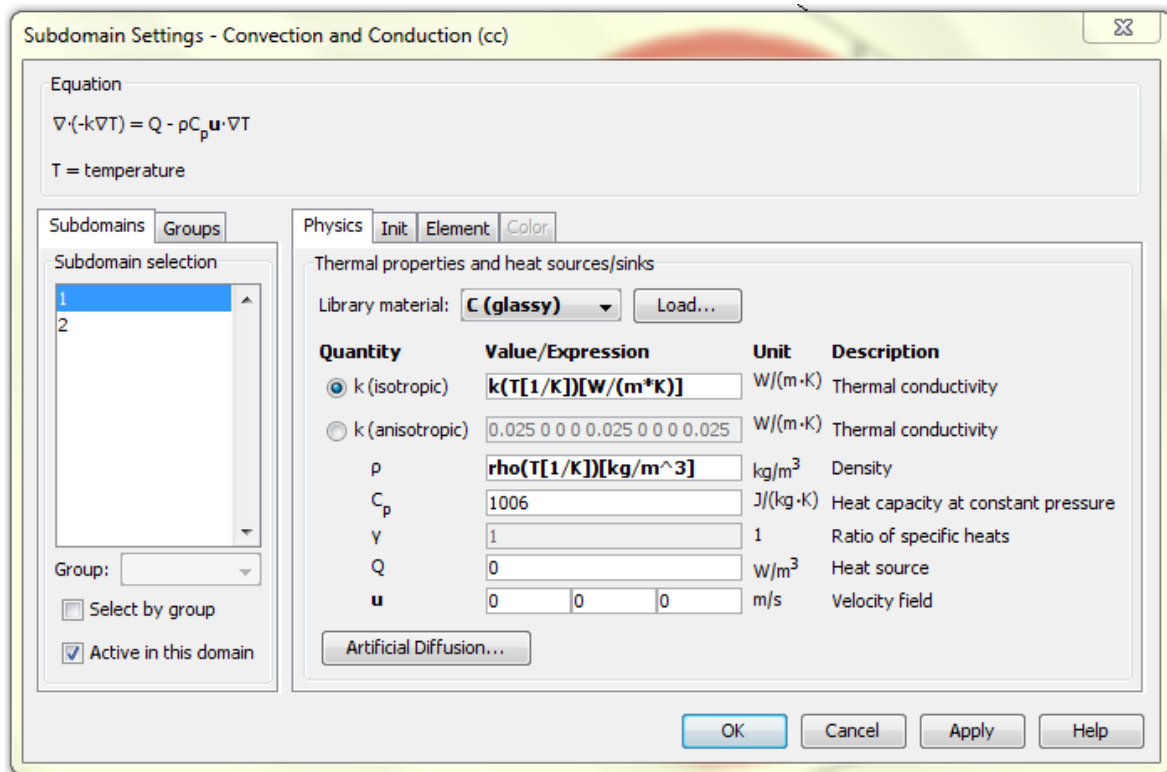 Subdomain Settings - Convection and Conduction (cc)
Equation
∇·(-k∇T) = Q - ρCpu·∇T
T = temperature
Subdomains Groups
Subdomain selection
1
2
Group:
Select by group
Active in this domain
Physics Init Element Color
Thermal properties and heat sources/sinks
Library material: C (glassy) Load...
Quantity Value/Expression Unit Description
k (isotropic) k(T[1/K])[W/(m*K)] W/(m·K) Thermal conductivity
k (anisotropic) 0.025 0 0 0 0.025 0 0 0 0.025 W/(m·K) Thermal conductivity
ρ rho(T[1/K])[kg/m^3] kg/m³ Density
Cp 1006 J/(kg·K) Heat capacity at constant pressure
γ 1 1 Ratio of specific heats
Q 0 W/m³ Heat source
u 0 0 0 m/s Velocity field
Artificial Diffusion...
OK Cancel Apply Help